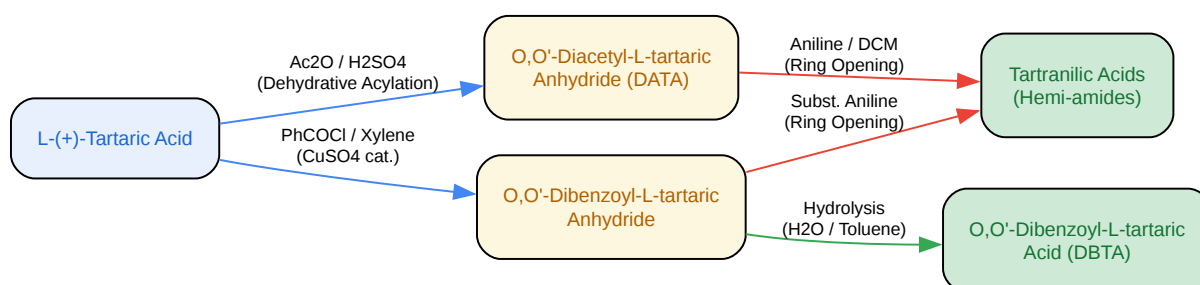 L-(+)-Tartaric Acid
Ac2O / H2SO4
(Dehydrative Acylation)
PhCOCl / Xylene
(CuSO4 cat.)
O,O'-Diacetyl-L-tartaric
Anhydride (DATA)
O,O'-Dibenzoyl-L-tartaric
Anhydride
Aniline / DCM
(Ring Opening)
Subst. Aniline
(Ring Opening)
Hydrolysis
(H2O / Toluene)
Tartranilic Acids
(Hemi-amides)
O,O'-Dibenzoyl-L-tartaric
Acid (DBTA)